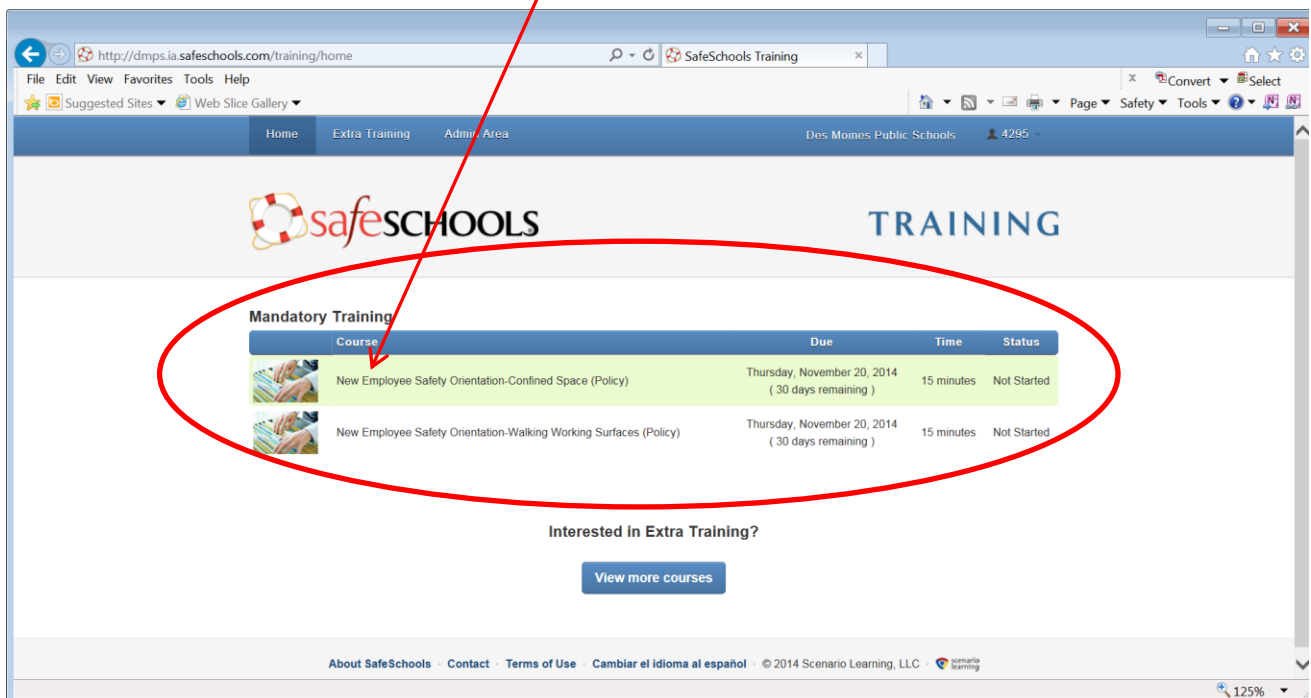 http://dmps.ia.safeschools.com/training/home
SafeSchools Training
File Edit View Favorites Tools Help
Convert Select
Suggested Sites Web Slice Gallery
Page Safety Tools
Home Extra Training Admin Area Des Moines Public Schools 4295
safeSCHOOLS TRAINING
Mandatory Training
Course Due Time Status
New Employee Safety Orientation-Confined Space (Policy) Thursday, November 20, 2014 15 minutes Not Started
( 30 days remaining )
New Employee Safety Orientation-Walking Working Surfaces (Policy) Thursday, November 20, 2014 15 minutes Not Started
( 30 days remaining )
Interested in Extra Training?
View more courses
About SafeSchools · Contact · Terms of Use · Cambiar el idioma al español · © 2014 Scenario Learning, LLC · scenario learning
125%